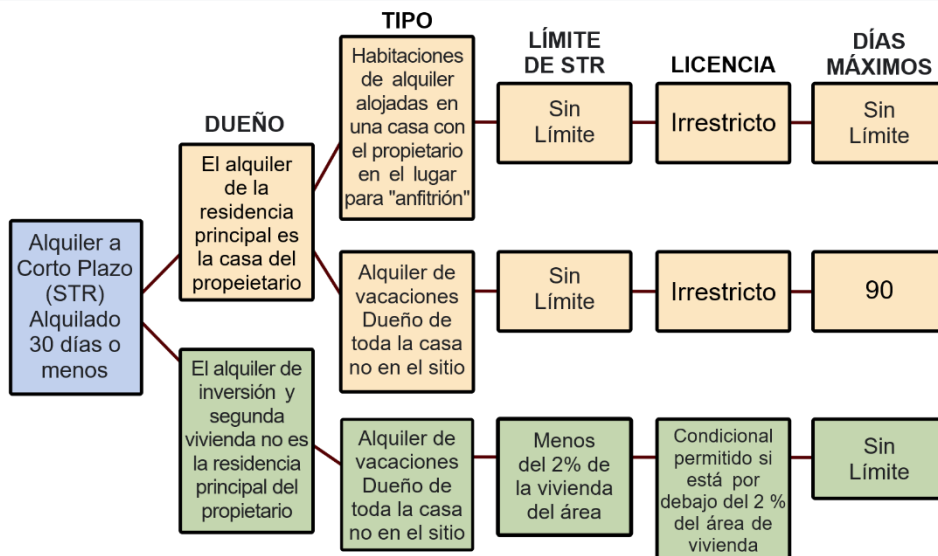 TIPO
LÍMITE
DE STR
LICENCIA
DÍAS
MÁXIMOS
DUEÑO
Habitaciones
de alquiler
alojadas en
una casa con
el propietario
en el lugar
para "anfitrión"
Sin
Límite
Irrestricto
Sin
Límite
El alquiler
de la
residencia
principal es
la casa del
propeietario
Alquiler a
Corto Plazo
(STR)
Alquilado
30 días o
menos
Alquiler de
vacaciones
Dueño de
toda la casa
no en el sitio
Sin
Límite
Irrestricto
90
El alquiler de
inversión y
segunda
vivienda no es
la residencia
principal del
propietario
Alquiler de
vacaciones
Dueño de
toda la casa
no en el sitio
Menos
del 2% de
la vivienda
del área
Condicional
permitido si
está por
debajo del 2 %
del área de
vivienda
Sin
Límite